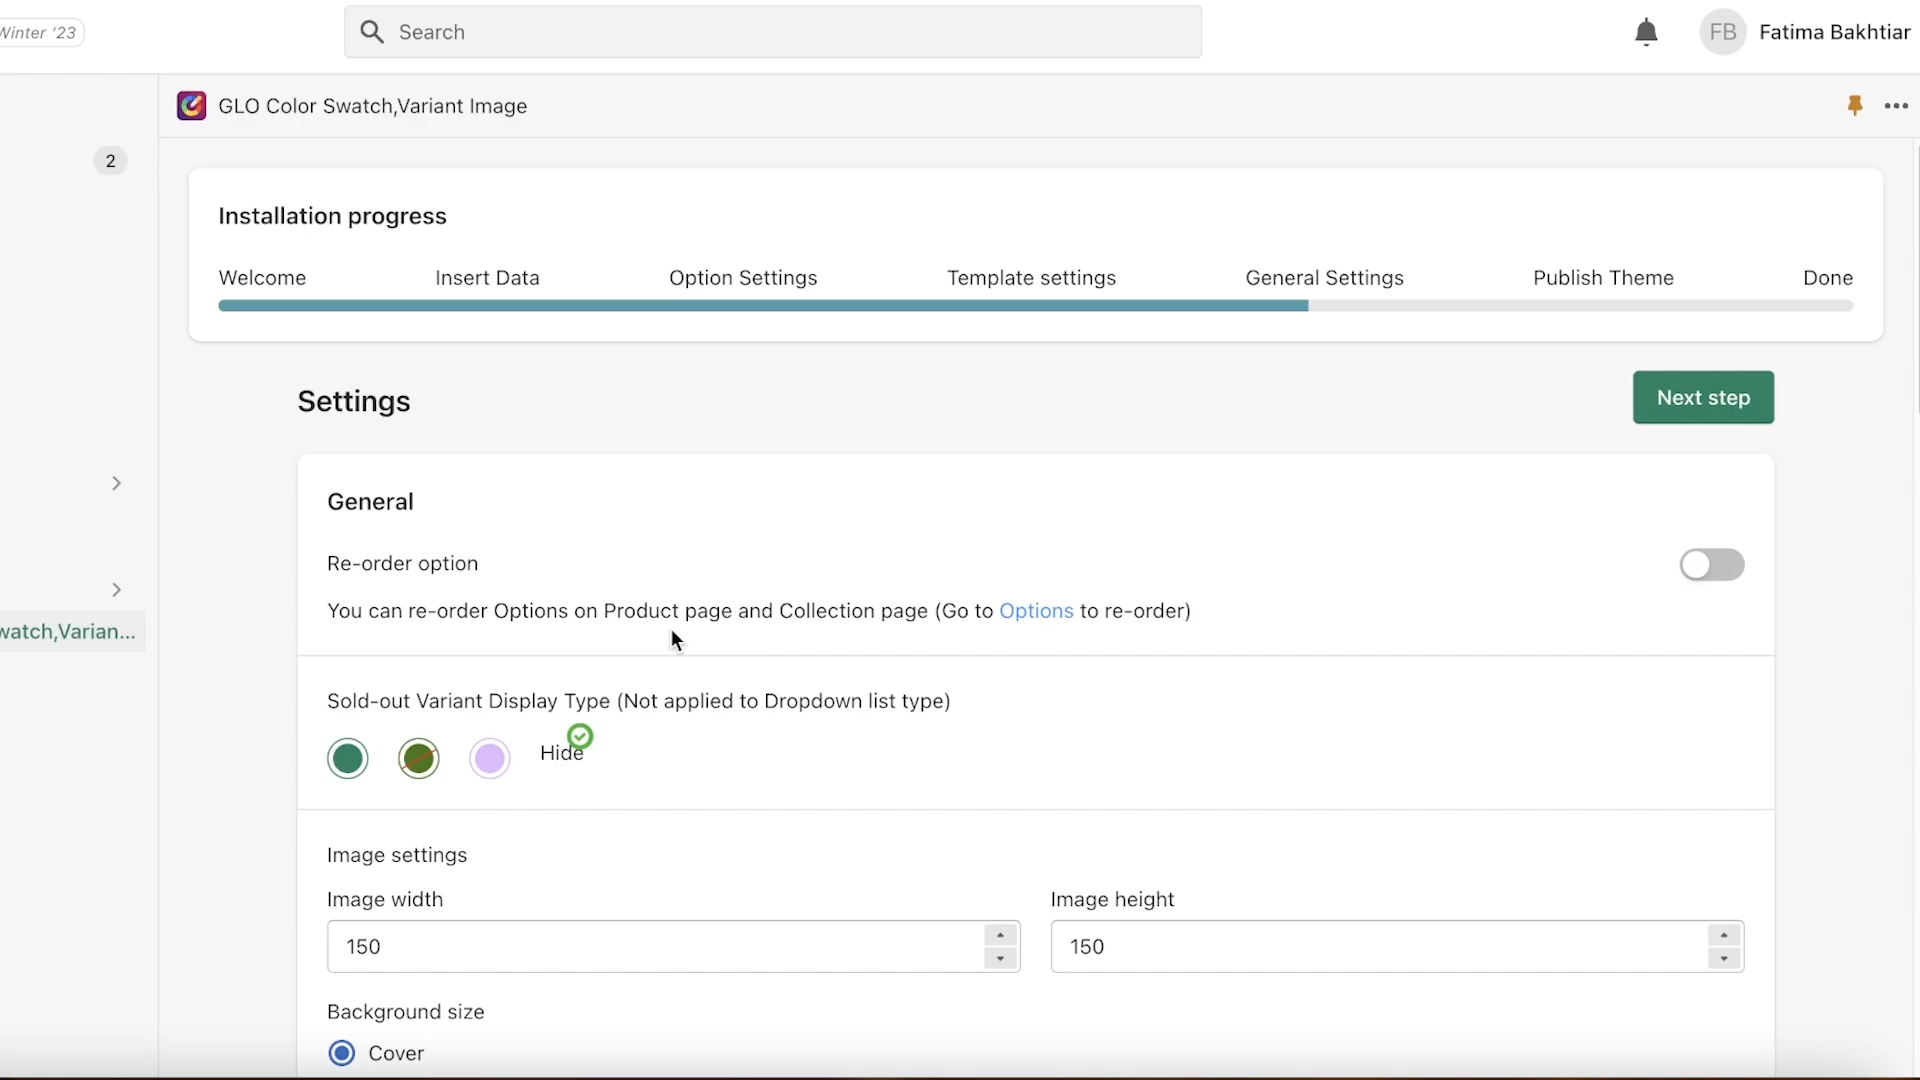 Winter '23
Search
FB
Fatima Bakhtiar
GLO Color Swatch,Variant Image
2
Installation progress
Welcome
Insert Data
Option Settings
Template settings
General Settings
Publish Theme
Done
Settings
Next step
General
Re-order option
You can re-order Options on Product page and Collection page (Go to Options to re-order)
watch,Varian...
Sold-out Variant Display Type (Not applied to Dropdown list type)
Hide
Image settings
Image width
Image height
150
150
Background size
Cover